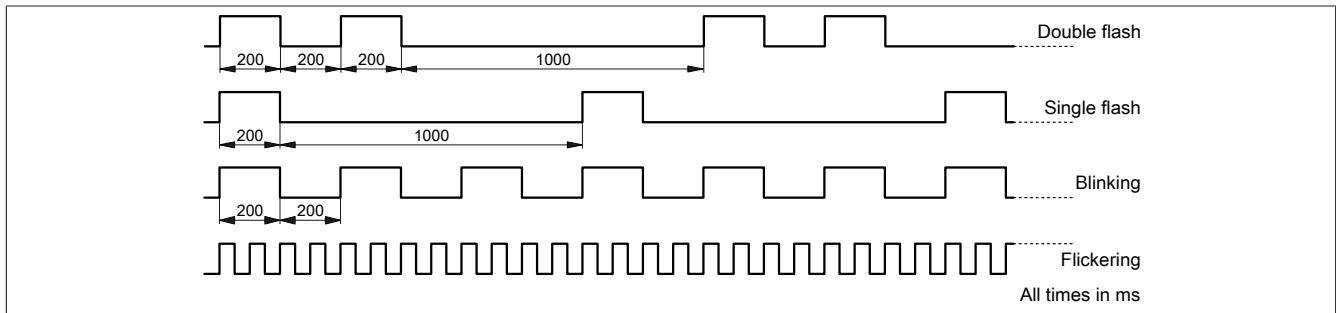 Double flash
200 200 200 1000
Single flash
200 1000
Blinking
200 200
Flickering
All times in ms